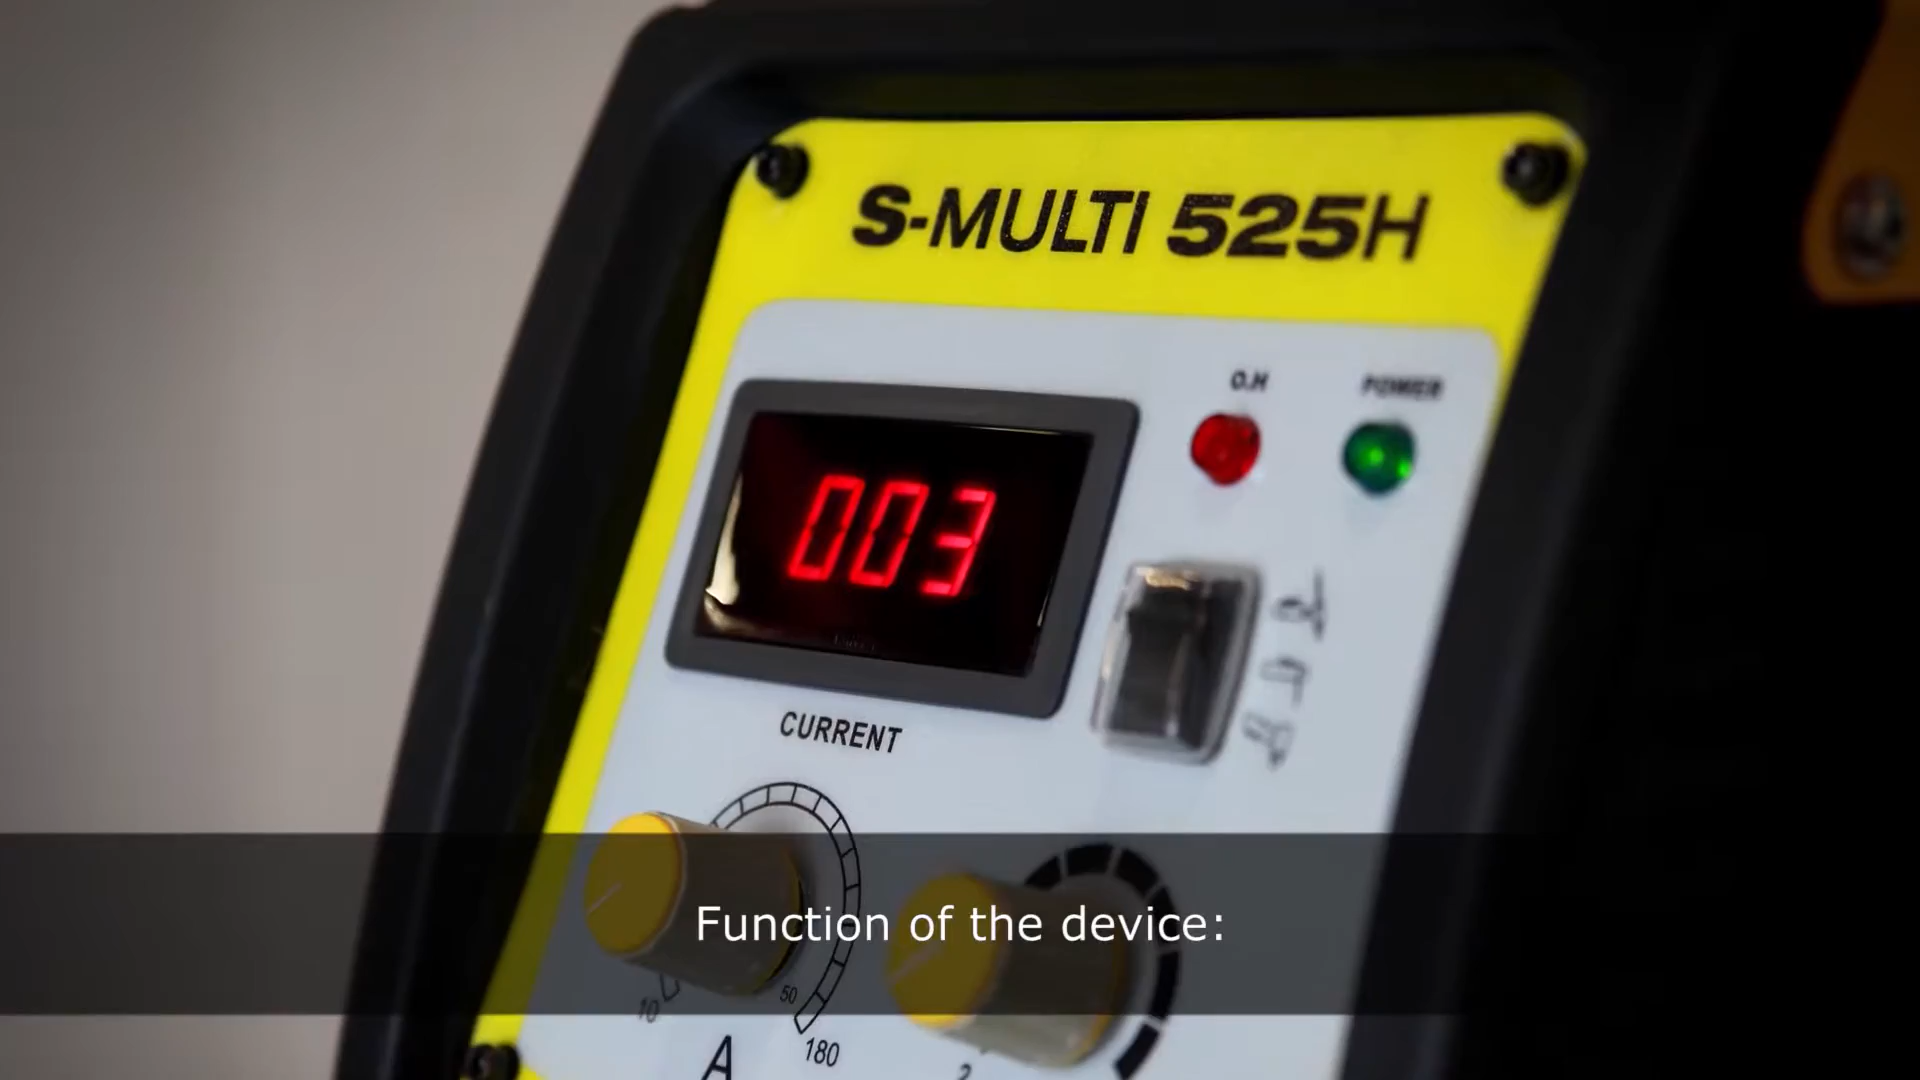 S-MULTI 525H
O.H POWER
003
CURRENT
Function of the device:
10
50
180
A
2